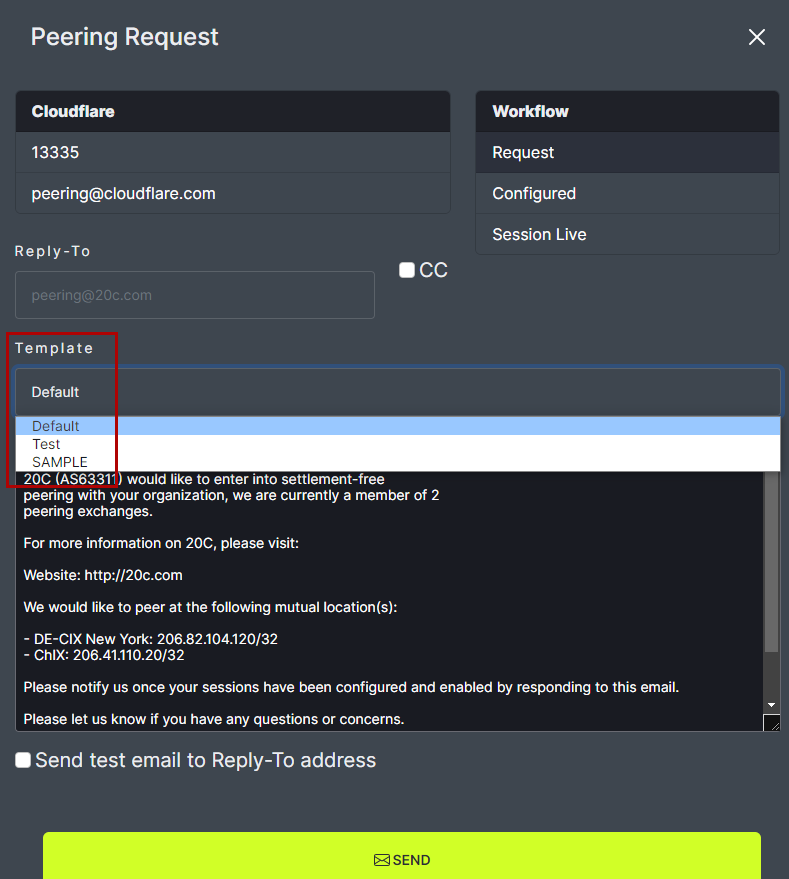 Peering Request
Cloudflare
13335
peering@cloudflare.com
Workflow
Request
Configured
Session Live
Reply-To
peering@20c.com
CC
Template
Default
Default
Test
SAMPLE
20C (AS63311) would like to enter into settlement-free
peering with your organization, we are currently a member of 2
peering exchanges.
For more information on 20C, please visit:
Website: http://20c.com
We would like to peer at the following mutual location(s):
- DE-CIX New York: 206.82.104.120/32
- ChIX: 206.41.110.20/32
Please notify us once your sessions have been configured and enabled by responding to this email.
Please let us know if you have any questions or concerns.
Send test email to Reply-To address
SEND